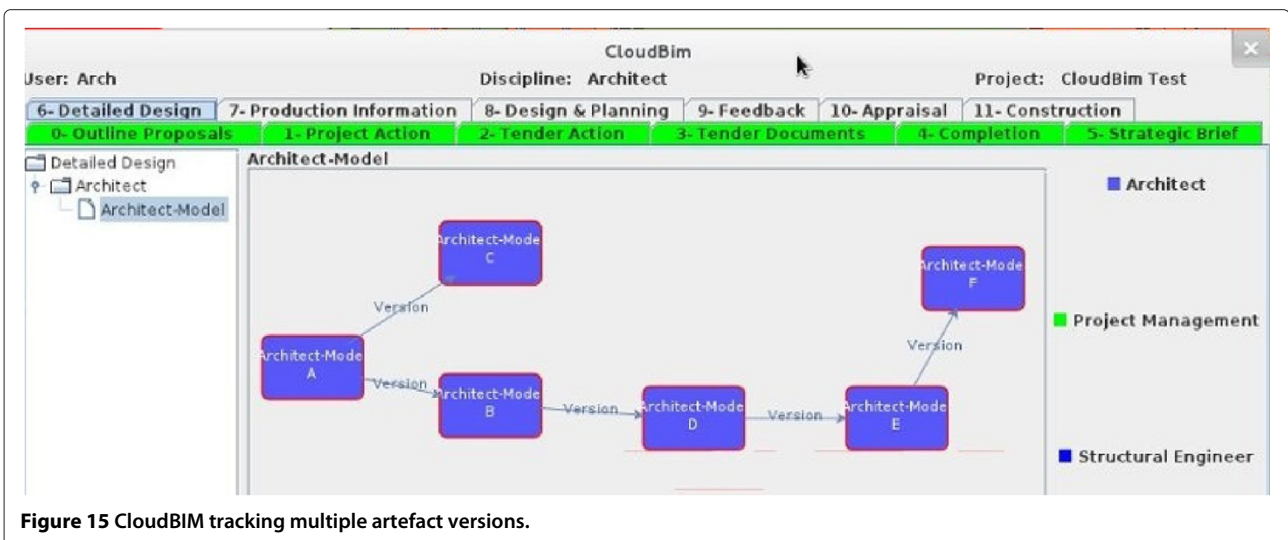 CloudBim
User: Arch Discipline: Architect Project: CloudBim Test
6- Detailed Design 7- Production Information 8- Design & Planning 9- Feedback 10- Appraisal 11- Construction
0- Outline Proposals 1- Project Action 2- Tender Action 3- Tender Documents 4- Completion 5- Strategic Brief
Detailed Design
Architect
Architect-Model
Architect-Model
Architect-Mode
C
Version
Architect-Mode
A
Version
Architect-Mode
B
Version
Architect-Mode
D
Version
Architect-Mode
E
Version
Architect-Mode
F
Architect
Project Management
Structural Engineer
Figure 15 CloudBIM tracking multiple artefact versions.